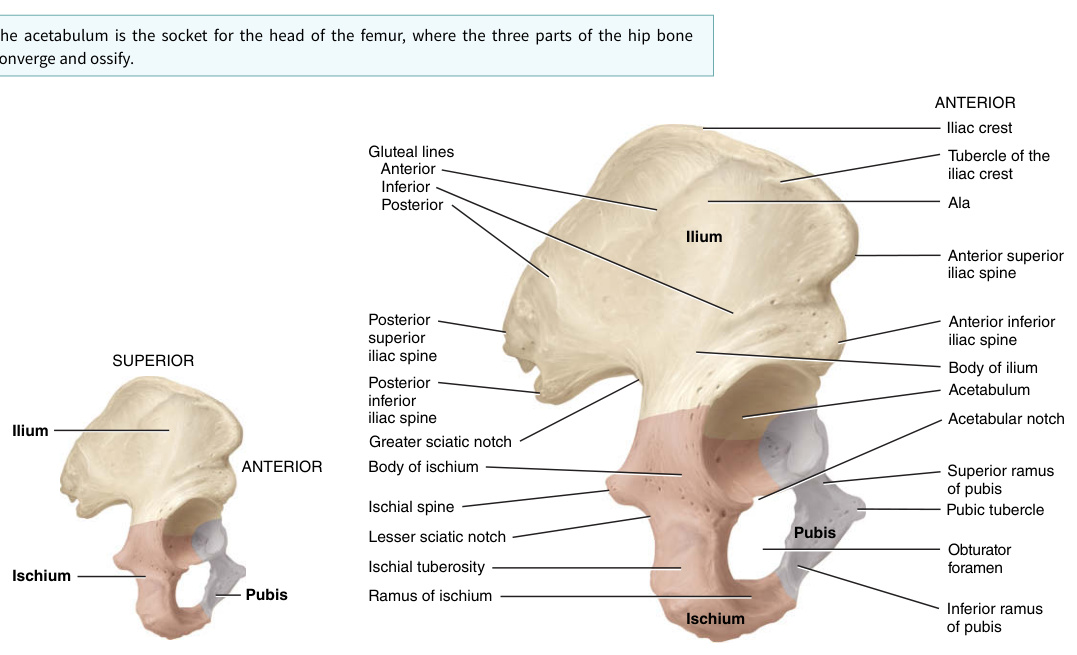 he acetabulum is the socket for the head of the femur, where the three parts of the hip bone
onverge and ossify.
ANTERIOR
Iliac crest
Tubercle of the
iliac crest
Ala
Anterior superior
iliac spine
Anterior inferior
iliac spine
Body of ilium
Acetabulum
Acetabular notch
Superior ramus
of pubis
Pubic tubercle
Obturator
foramen
Inferior ramus
of pubis
Gluteal lines
Anterior
Inferior
Posterior
Ilium
Posterior
superior
iliac spine
Posterior
inferior
iliac spine
Greater sciatic notch
Body of ischium
Ischial spine
Lesser sciatic notch
Ischial tuberosity
Ramus of ischium
Pubis
Ischium
SUPERIOR
Ilium
ANTERIOR
Ischium
Pubis